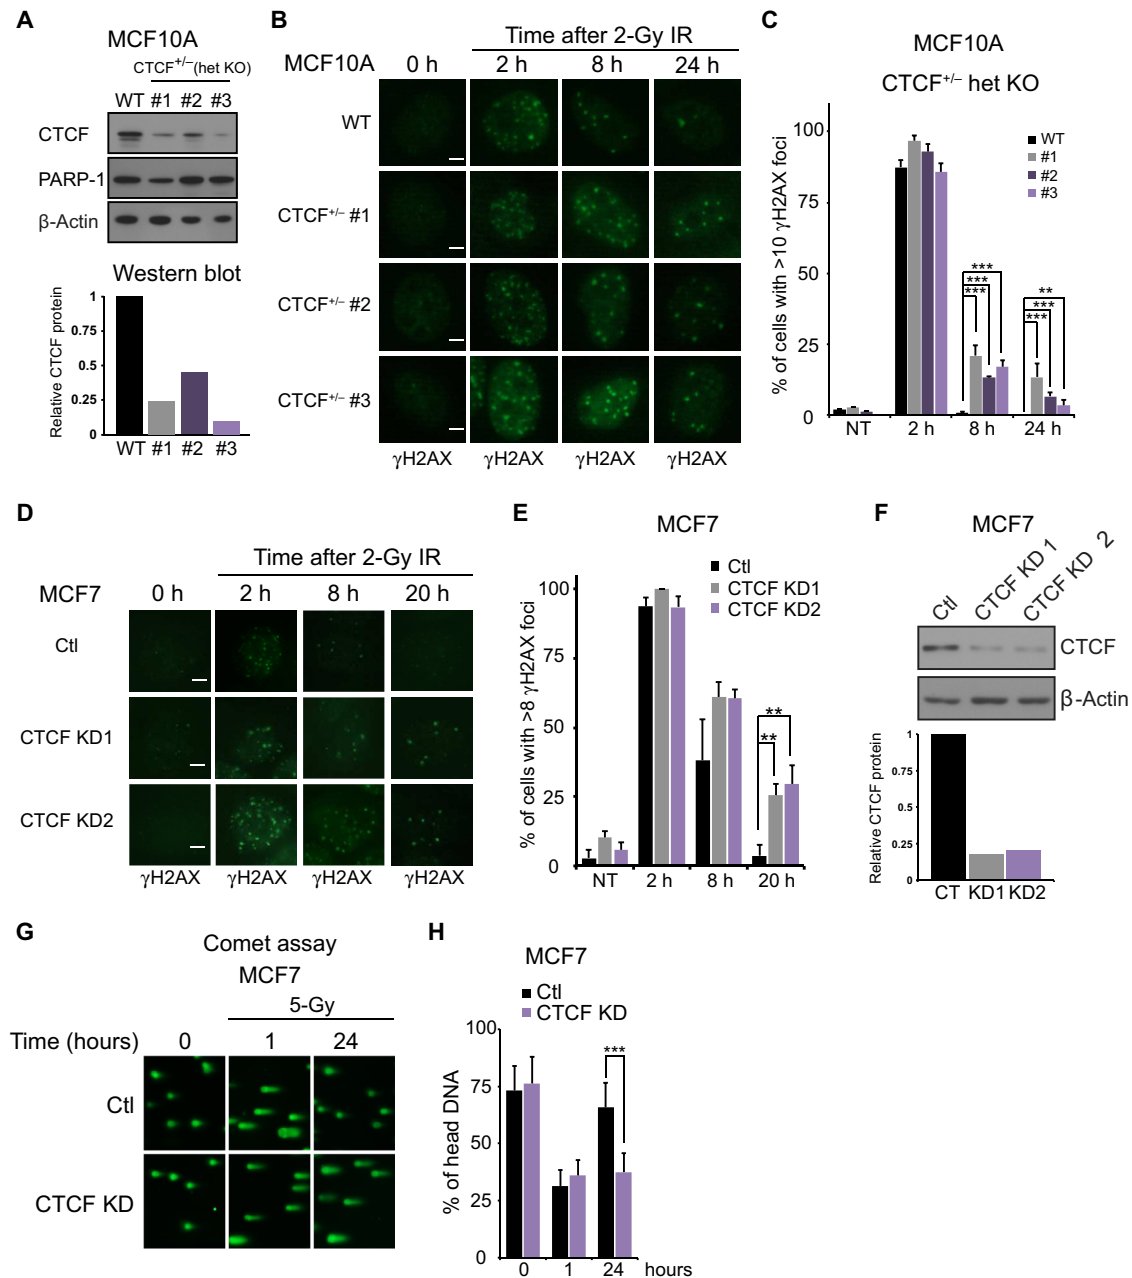 A
MCF10A
CTCF+/–(het KO)
WT #1 #2 #3
CTCF
PARP-1
β-Actin
Western blot
Relative CTCF protein
1
0.75
0.5
0.25
0
WT #1 #2 #3
B
Time after 2-Gy IR
MCF10A 0 h 2 h 8 h 24 h
WT
CTCF+/– #1
CTCF+/– #2
CTCF+/– #3
γH2AX γH2AX γH2AX γH2AX
C
MCF10A
CTCF+/– het KO
% of cells with >10 γH2AX foci
100
75
50
25
0
WT
#1
#2
#3
***
***
***
**
***
***
NT 2 h 8 h 24 h
D
Time after 2-Gy IR
MCF7 0 h 2 h 8 h 20 h
Ctl
CTCF KD1
CTCF KD2
γH2AX γH2AX γH2AX γH2AX
E
MCF7
% of cells with >8 γH2AX foci
Ctl
CTCF KD1
CTCF KD2
100
75
50
25
0
**
**
NT 2 h 8 h 20 h
F
MCF7
Ctl
CTCF KD 1
CTCF KD 2
CTCF
β-Actin
Relative CTCF protein
1
0.75
0.5
0.25
0
CT KD1 KD2
G
Comet assay
MCF7
5-Gy
Time (hours) 0 1 24
Ctl
CTCF KD
H
MCF7
Ctl
CTCF KD
% of head DNA
100
75
50
25
0
***
0 1 24 hours